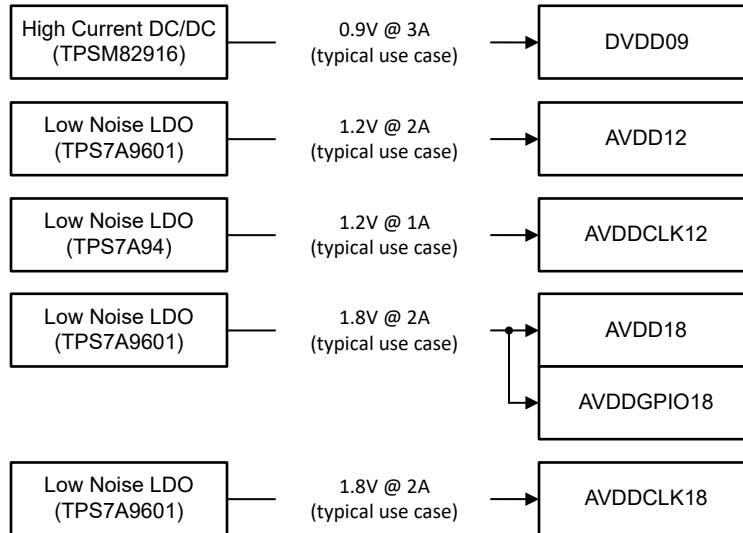 High Current DC/DC
(TPSM82916)
0.9V @ 3A
(typical use case)
DVDD09
Low Noise LDO
(TPS7A9601)
1.2V @ 2A
(typical use case)
AVDD12
Low Noise LDO
(TPS7A94)
1.2V @ 1A
(typical use case)
AVDDCLK12
Low Noise LDO
(TPS7A9601)
1.8V @ 2A
(typical use case)
AVDD18
AVDDGPIO18
Low Noise LDO
(TPS7A9601)
1.8V @ 2A
(typical use case)
AVDDCLK18